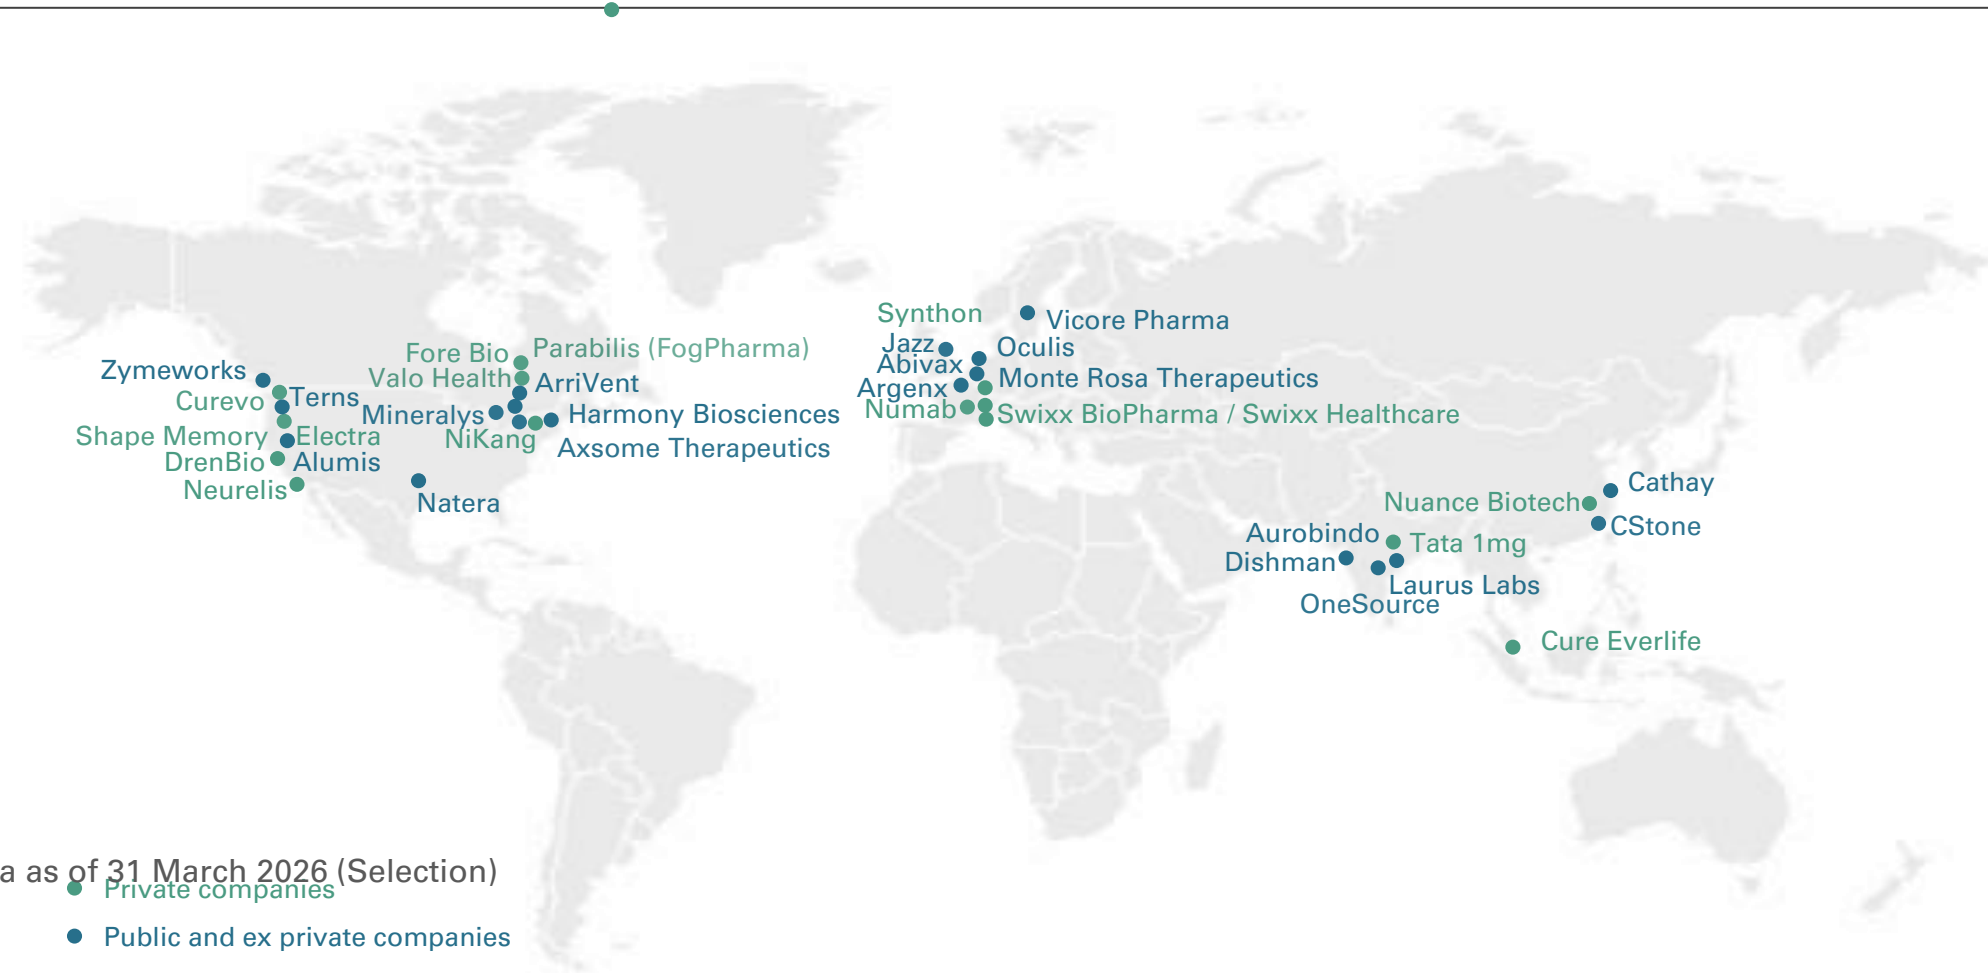 Synthon
Vicore Pharma
Jazz
Oculis
Abivax
Monte Rosa Therapeutics
Argenx
Numab
Swixx BioPharma / Swixx Healthcare
Fore Bio
Parabilis (FogPharma)
Valo Health
ArriVent
Mineralys
Harmony Biosciences
NiKang
Axsome Therapeutics
Natera
Zymeworks
Terns
Curevo
Shape Memory
Electra
DrenBio
Alumis
Neurelis
Cathay
Nuance Biotech
CStone
Aurobindo
Tata 1mg
Dishman
Laurus Labs
OneSource
Cure Everlife
a as of 31 March 2026 (Selection)
Private companies
Public and ex private companies